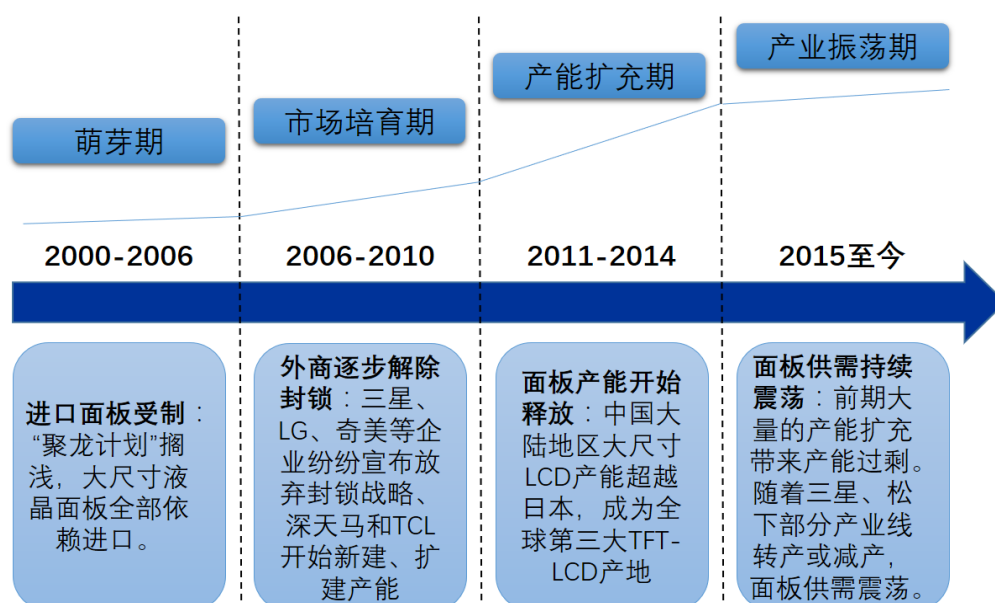 萌芽期
市场培育期
产能扩充期
产业振荡期
2000-2006
2006-2010
2011-2014
2015至今
进口面板受制：
“聚龙计划”搁
浅，大尺寸液
晶面板全部依
赖进口。
外商逐步解除
封锁：三星、
LG、奇美等企
业纷纷宣布放
弃封锁战略、
深天马和TCL
开始新建、扩
建产能
面板产能开始
释放：中国大
陆地区大尺寸
LCD产能超越
日本，成为全
球第三大TFT-
LCD产地
面板供需持续
震荡：前期大
量的产能扩充
带来产能过剩。
随着三星、松
下部分产业线
转产或减产，
面板供需震荡。